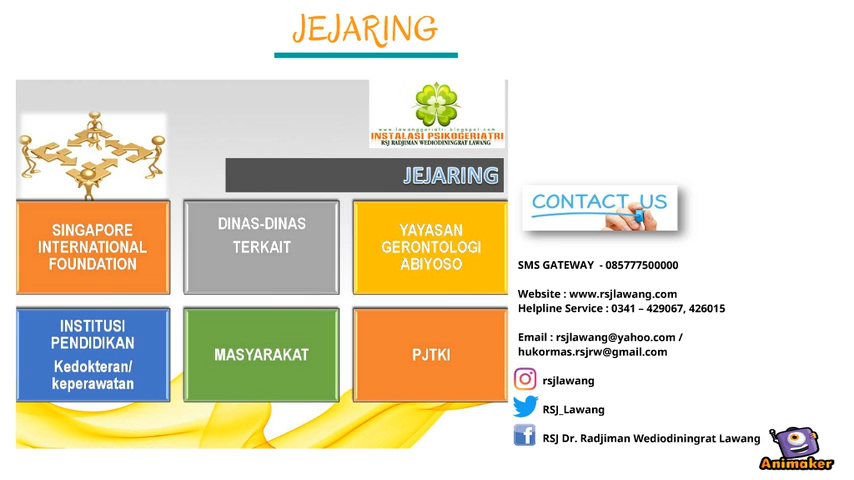 JEJARING
www.lawanggeriatri.blogspot.com
INSTALASI PSIKOGERIATRI
RSJ RADJIMAN WEDIODININGRAT LAWANG
JEJARING
SINGAPORE
INTERNATIONAL
FOUNDATION
DINAS-DINAS
TERKAIT
YAYASAN
GERONTOLOGI
ABIYOSO
INSTITUSI
PENDIDIKAN
Kedokteran/
keperawatan
MASYARAKAT
PJTKI
CONTACT US
SMS GATEWAY - 085777500000
Website : www.rsjlawang.com
Helpline Service : 0341 – 429067, 426015
Email : rsjlawang@yahoo.com /
hukormas.rsjrw@gmail.com
rsjlawang
RSJ_Lawang
RSJ Dr. Radjiman Wediodiningrat Lawang
Animaker